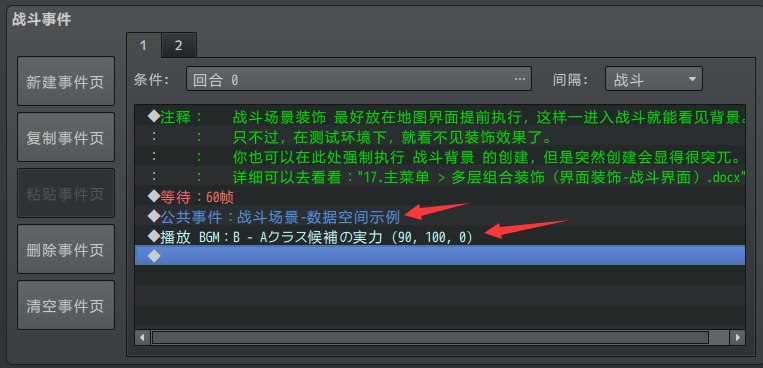 战斗事件
1 2
新建事件页
复制事件页
粘贴事件页
删除事件页
清空事件页
条件: 回合 0 ... 间隔: 战斗
◆注释： 战斗场景装饰 最好放在地图界面提前执行，这样一进入战斗就能看见背景。
： ： 只不过，在测试环境下，就看不见装饰效果了。
： ： 你也可以在此处强制执行 战斗背景 的创建，但是突然创建会显得很突兀。
： ： 详细可以去看看："17.主菜单 > 多层组合装饰（界面装饰-战斗界面）.docx"
◆等待：60帧
◆公共事件：战斗场景-数据空间示例
◆播放 BGM：B - Aクラス候補の実力 (90, 100, 0)
◆